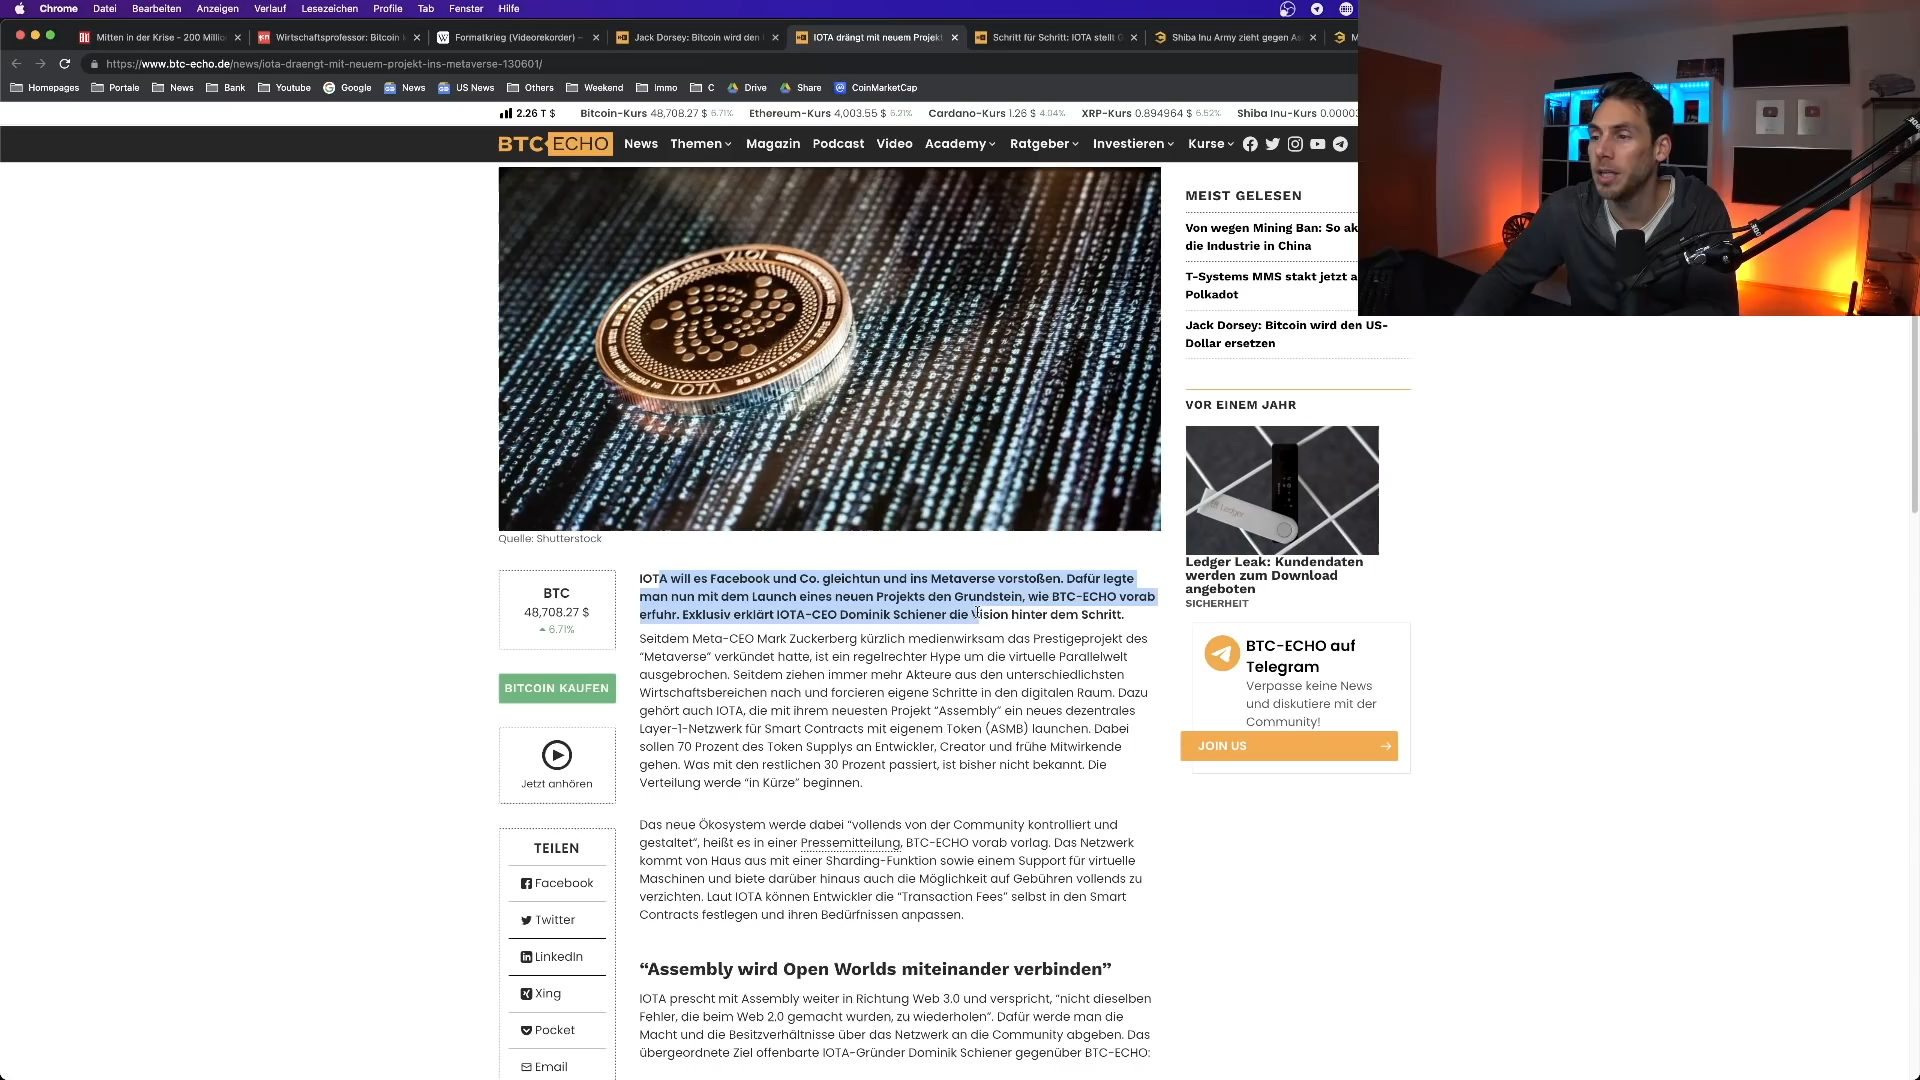 Chrome Datei Bearbeiten Anzeigen Verlauf Lesezeichen Profile Tab Fenster Hilfe
Mitten in der Krise - 200 Millio
Wirtschaftsprofessor: Bitcoin
Formatkrieg (Videorekorder) –
Jack Dorsey: Bitcoin wird den
IOTA drängt mit neuem Projekt
Schritt für Schritt: IOTA stellt
Shiba Inu Army zieht gegen
M
https://www.btc-echo.de/news/iota-draengt-mit-neuem-projekt-ins-metaverse-130601/
Homepages Portale News Bank Youtube Google News US News Others Weekend Immo C Drive Share CoinMarketCap
2.26 T $ Bitcoin-Kurs 48,708.27 $ 6.71% Ethereum-Kurs 4,003.55 $ 6.21% Cardano-Kurs 1.26 $ 4.04% XRP-Kurs 0.894964 $ 6.52% Shiba Inu-Kurs 0.00003
BTC ECHO News Themen Magazin Podcast Video Academy Ratgeber Investieren Kurse
IOTA
Quelle: Shutterstock
BTC
48,708.27 $
6.71%
BITCOIN KAUFEN
Jetzt anhören
TEILEN
Facebook
Twitter
LinkedIn
Xing
Pocket
Email
IOTA will es Facebook und Co. gleichtun und ins Metaverse vorstoßen. Dafür legte
man nun mit dem Launch eines neuen Projekts den Grundstein, wie BTC-ECHO vorab
erfuhr. Exklusiv erklärt IOTA-CEO Dominik Schiener die Vision hinter dem Schritt.
Seitdem Meta-CEO Mark Zuckerberg kürzlich medienwirksam das Prestigeprojekt des
“Metaverse” verkündet hatte, ist ein regelrechter Hype um die virtuelle Parallelwelt
ausgebrochen. Seitdem ziehen immer mehr Akteure aus den unterschiedlichsten
Wirtschaftsbereichen nach und forcieren eigene Schritte in den digitalen Raum. Dazu
gehört auch IOTA, die mit ihrem neuesten Projekt “Assembly” ein neues dezentrales
Layer-1-Netzwerk für Smart Contracts mit eigenem Token (ASMB) launchen. Dabei
sollen 70 Prozent des Token Supplys an Entwickler, Creator und frühe Mitwirkende
gehen. Was mit den restlichen 30 Prozent passiert, ist bisher nicht bekannt. Die
Verteilung werde “in Kürze” beginnen.
Das neue Ökosystem werde dabei “vollends von der Community kontrolliert und
gestaltet”, heißt es in einer Pressemitteilung, BTC-ECHO vorab vorlag. Das Netzwerk
kommt von Haus aus mit einer Sharding-Funktion sowie einem Support für virtuelle
Maschinen und biete darüber hinaus auch die Möglichkeit auf Gebühren vollends zu
verzichten. Laut IOTA können Entwickler die “Transaction Fees” selbst in den Smart
Contracts festlegen und ihren Bedürfnissen anpassen.
“Assembly wird Open Worlds miteinander verbinden”
IOTA prescht mit Assembly weiter in Richtung Web 3.0 und verspricht, “nicht dieselben
Fehler, die beim Web 2.0 gemacht wurden, zu wiederholen”. Dafür werde man die
Macht und die Besitzverhältnisse über das Netzwerk an die Community abgeben. Das
übergeordnete Ziel offenbarte IOTA-Gründer Dominik Schiener gegenüber BTC-ECHO:
MEIST GELESEN
Von wegen Mining Ban: So ak
die Industrie in China
T-Systems MMS stakt jetzt a
Polkadot
Jack Dorsey: Bitcoin wird den US-
Dollar ersetzen
VOR EINEM JAHR
Ledger
Ledger Leak: Kundendaten
werden zum Download
angeboten
SICHERHEIT
BTC-ECHO auf
Telegram
Verpasse keine News
und diskutiere mit der
Community!
JOIN US